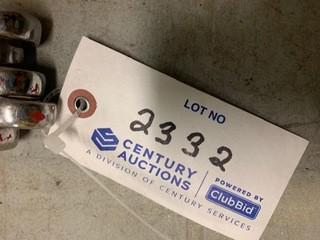 LOT NO
2332
CENTURY
AUCTIONS
A DIVISION OF CENTURY SERVICES
POWERED BY
ClubBid